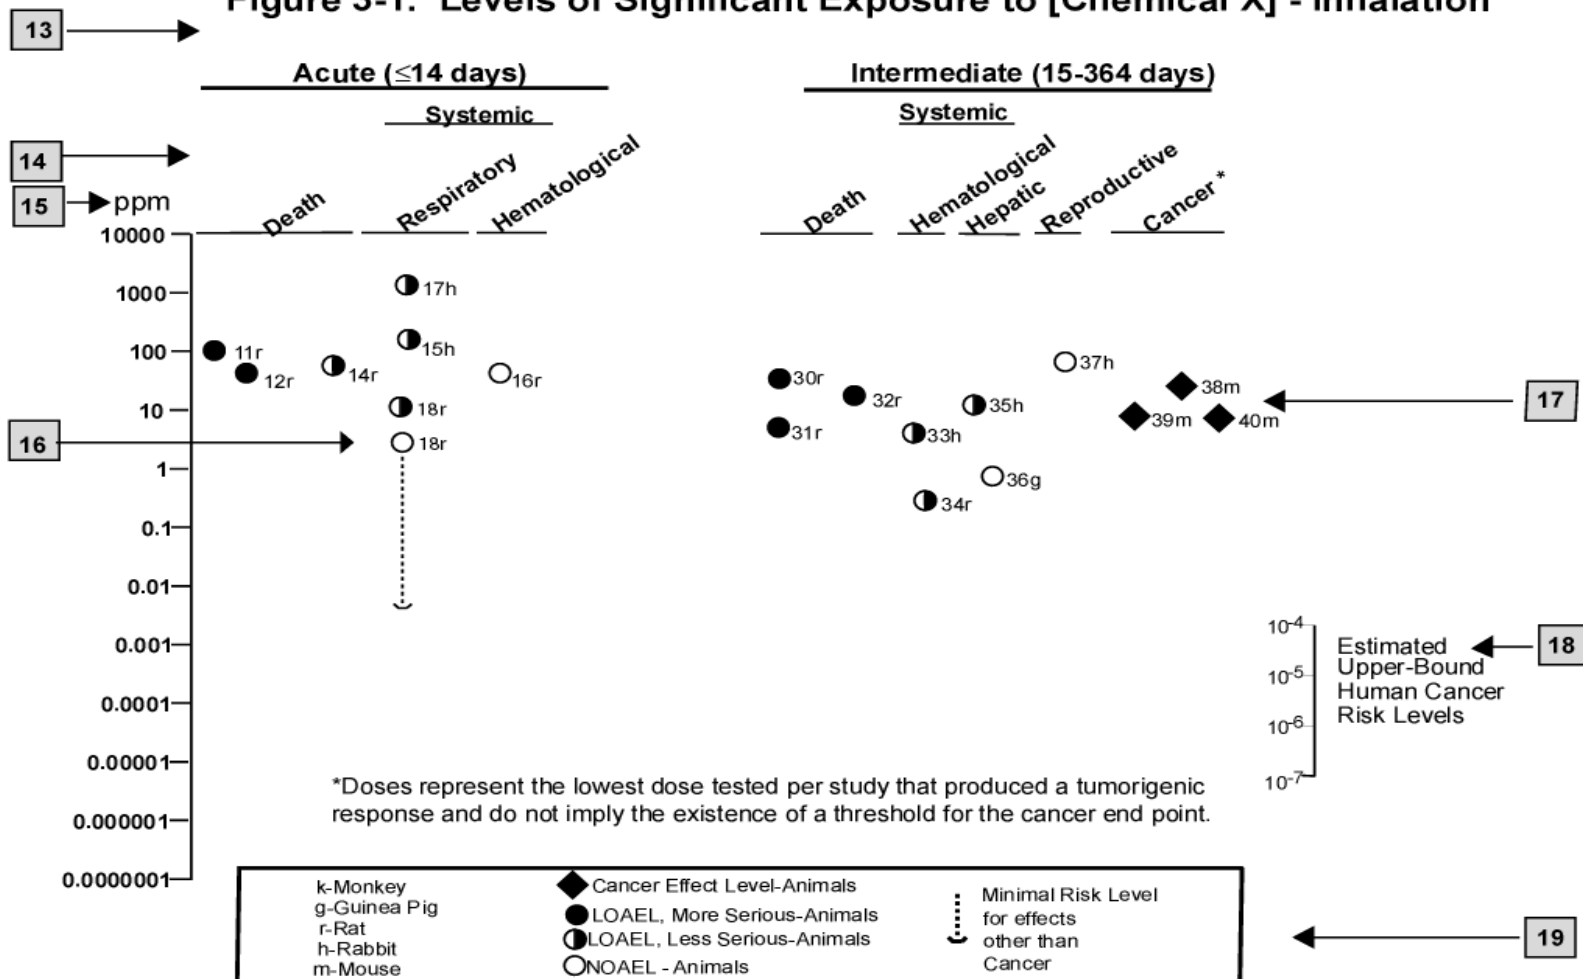 Figure 3-1. Levels of Significant Exposure to [Chemical X] - Inhalation
13
Acute (≤14 days)
Intermediate (15-364 days)
Systemic
Systemic
14
15
ppm
Death
Respiratory
Hematological
Death
Hematological
Hepatic
Reproductive
Cancer*
10000
1000
100
10
1
0.1
0.01
0.001
0.0001
0.00001
0.000001
0.0000001
17h
15h
11r
12r
14r
16r
18r
18r
16
30r
32r
31r
33h
34r
35h
36g
37h
38m
39m
40m
17
10-4
10-5
10-6
10-7
Estimated
Upper-Bound
Human Cancer
Risk Levels
18
*Doses represent the lowest dose tested per study that produced a tumorigenic
response and do not imply the existence of a threshold for the cancer end point.
k-Monkey
g-Guinea Pig
r-Rat
h-Rabbit
m-Mouse
Cancer Effect Level-Animals
LOAEL, More Serious-Animals
LOAEL, Less Serious-Animals
NOAEL - Animals
Minimal Risk Level
for effects
other than
Cancer
19